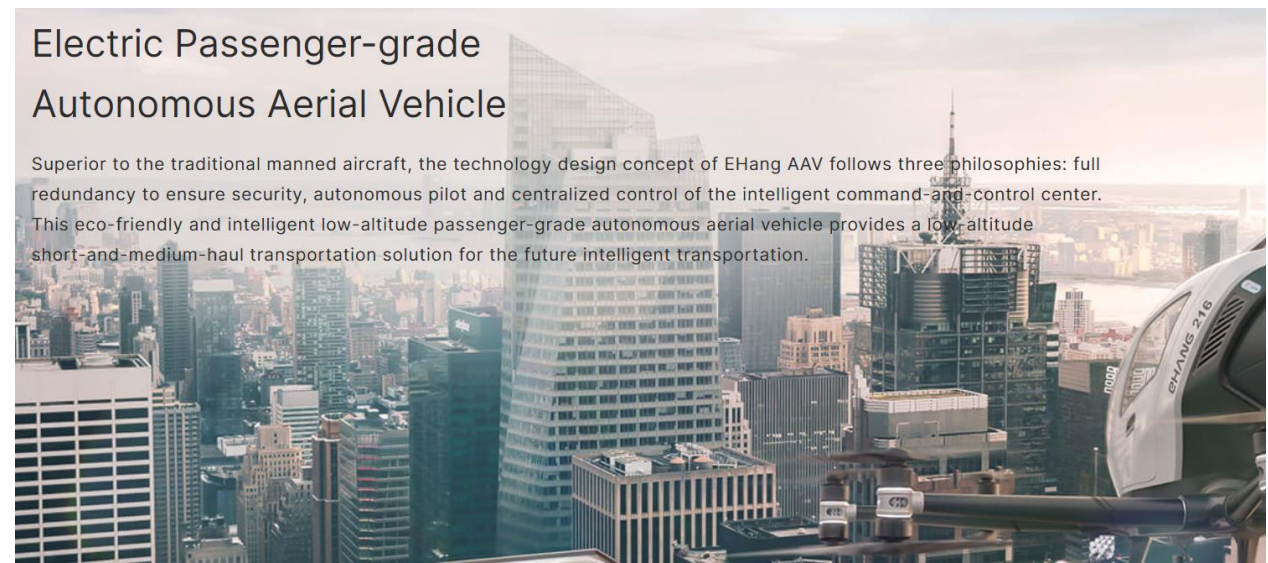 Electric Passenger-grade
Autonomous Aerial Vehicle
Superior to the traditional manned aircraft, the technology design concept of EHang AAV follows three philosophies: full
redundancy to ensure security, autonomous pilot and centralized control of the intelligent command-and-control center.
This eco-friendly and intelligent low-altitude passenger-grade autonomous aerial vehicle provides a low-altitude
short-and-medium-haul transportation solution for the future intelligent transportation.
EHANG 216